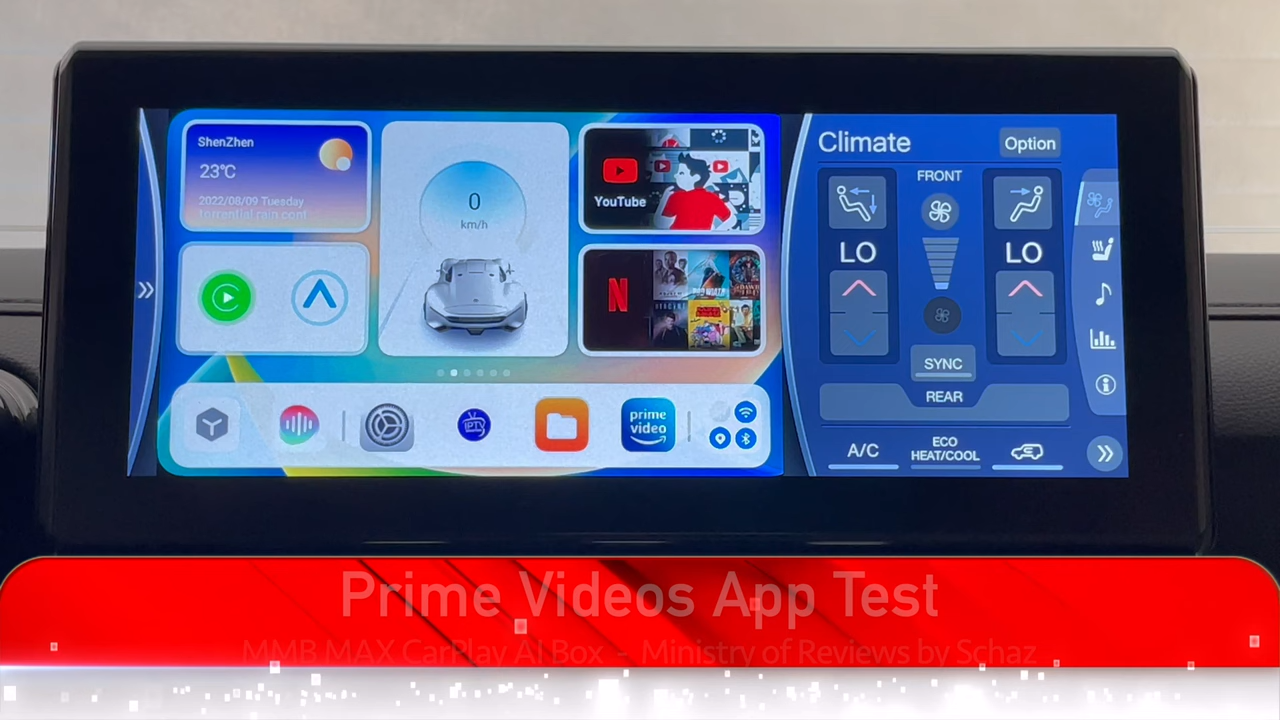 ShenZhen
23℃
2022/08/09 Tuesday
torrential rain cont
0
km/h
YouTube
N
IPTV
prime
video
Climate
Option
FRONT
LO
LO
SYNC
REAR
A/C
ECO
HEAT/COOL
Prime Videos App Test
MMB MAX CarPlay AI Box - Ministry of Reviews by Schaz